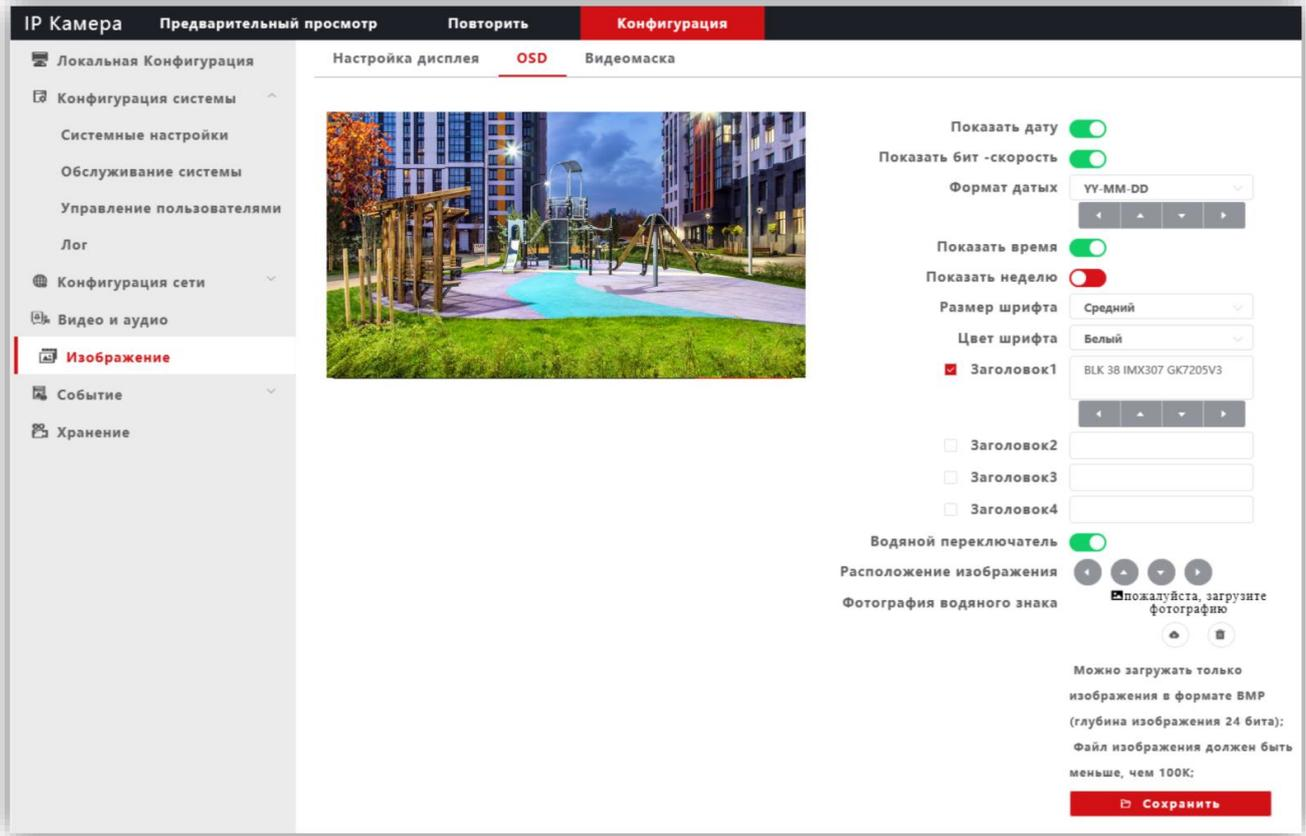 IP Камера Предварительный просмотр Повторить Конфигурация
Локальная Конфигурация
Конфигурация системы
Системные настройки
Обслуживание системы
Управление пользователями
Лог
Конфигурация сети
Видео и аудио
Изображение
Событие
Хранение
Настройка дисплея OSD Видеомаска
Показать дату
Показать бит -скорость
Формат датых YY-MM-DD
Показать время
Показать неделю
Размер шрифта Средний
Цвет шрифта Белый
Заголовок1 BLK 38 IMX307 GK7205V3
Заголовок2
Заголовок3
Заголовок4
Водяной переключатель
Расположение изображения
Фотография водяного знака пожалуйста, загрузите
фотографию
Можно загружать только
изображения в формате BMP
(глубина изображения 24 бита);
Файл изображения должен быть
меньше, чем 100K;
Сохранить